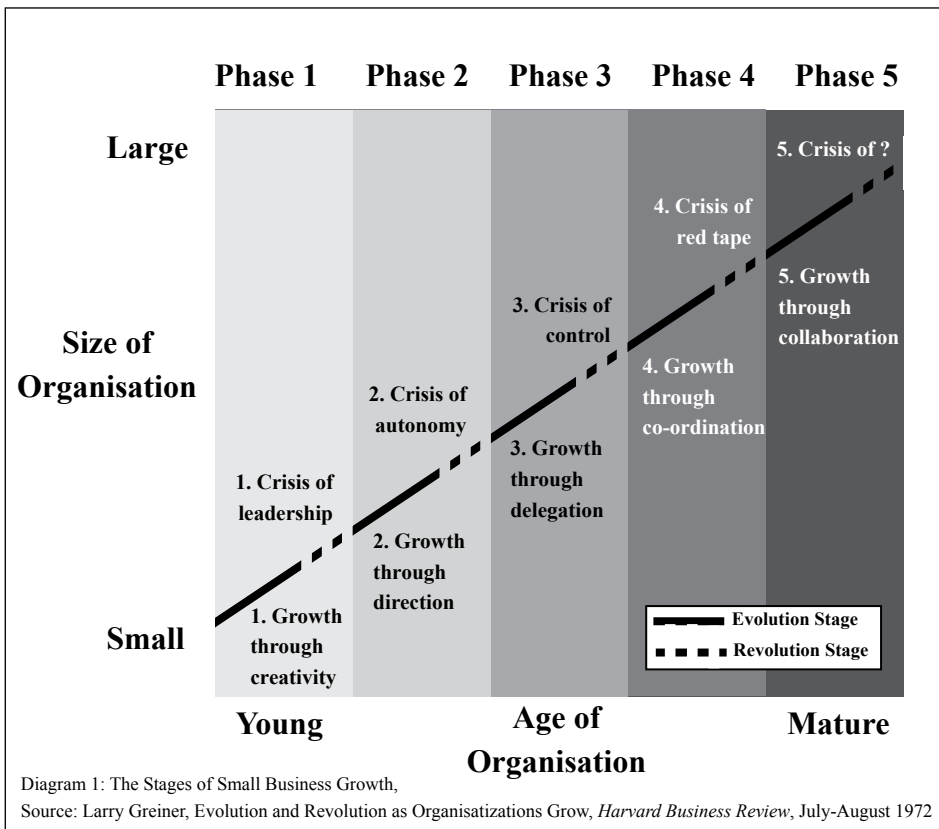 Phase 1 Phase 2 Phase 3 Phase 4 Phase 5
Large
5. Crisis of ?
4. Crisis of
red tape
5. Growth
through
collaboration
3. Crisis of
control
Size of
Organisation
4. Growth
through
co-ordination
2. Crisis of
autonomy
3. Growth
through
delegation
1. Crisis of
leadership
2. Growth
through
direction
1. Growth
through
creativity
Small
Evolution Stage
Revolution Stage
Young
Age of
Organisation
Mature
Diagram 1: The Stages of Small Business Growth,
Source: Larry Greiner, Evolution and Revolution as Organisatizations Grow, Harvard Business Review, July-August 1972